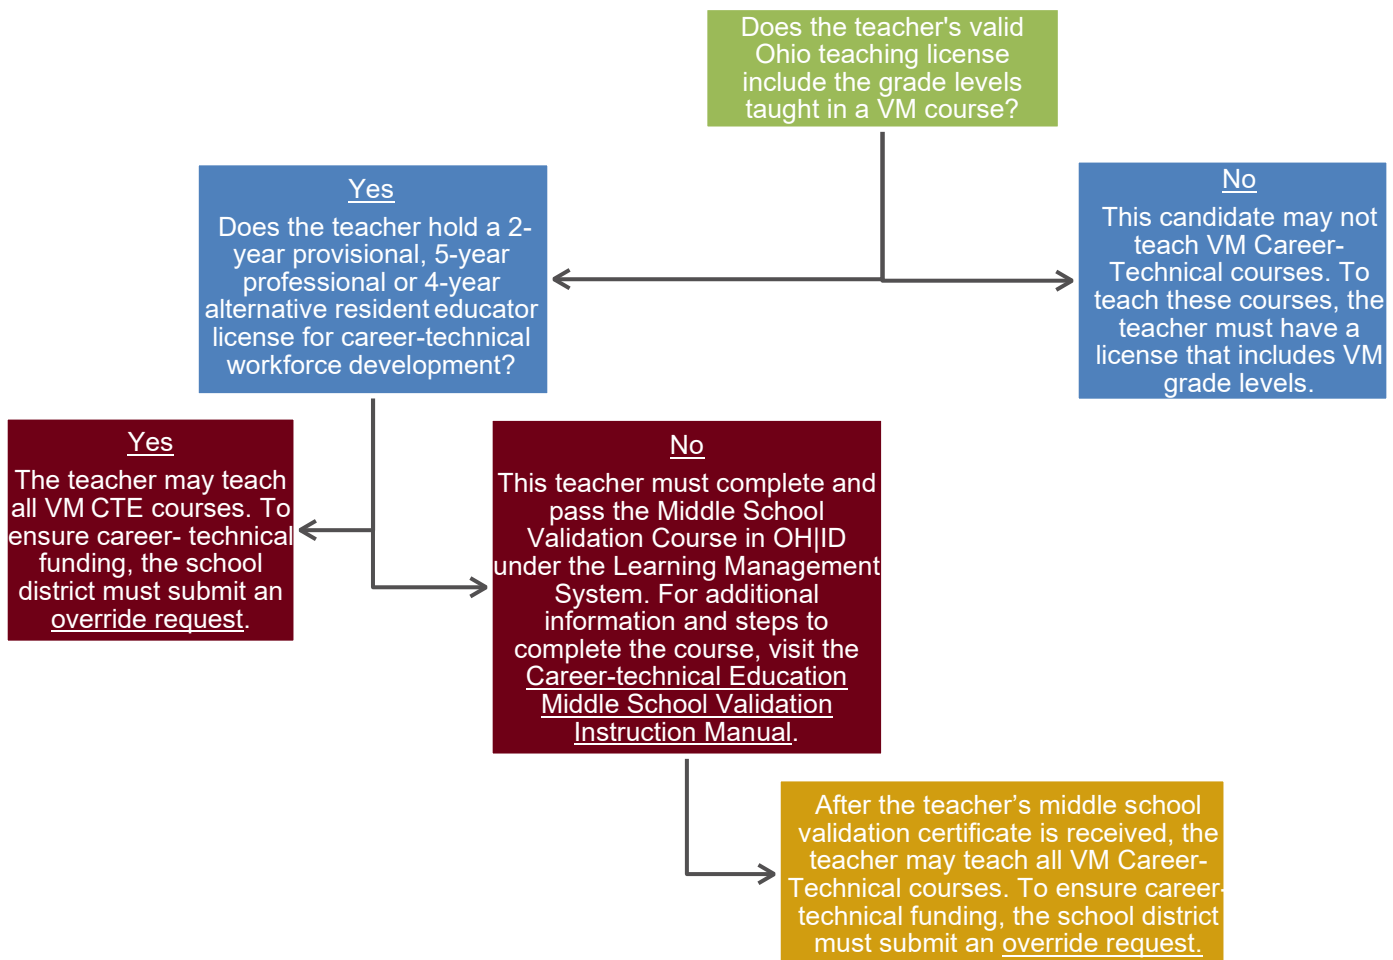 Does the teacher's valid
Ohio teaching license
include the grade levels
taught in a VM course?
Yes
Does the teacher hold a 2-
year provisional, 5-year
professional or 4-year
alternative resident educator
license for career-technical
workforce development?
No
This candidate may not
teach VM Career-
Technical courses. To
teach these courses, the
teacher must have a
license that includes VM
grade levels.
Yes
The teacher may teach
all VM CTE courses. To
ensure career- technical
funding, the school
district must submit an
override request.
No
This teacher must complete and
pass the Middle School
Validation Course in OH|ID
under the Learning Management
System. For additional
information and steps to
complete the course, visit the
Career-technical Education
Middle School Validation
Instruction Manual.
After the teacher’s middle school
validation certificate is received, the
teacher may teach all VM Career-
Technical courses. To ensure career-
technical funding, the school district
must submit an override request.